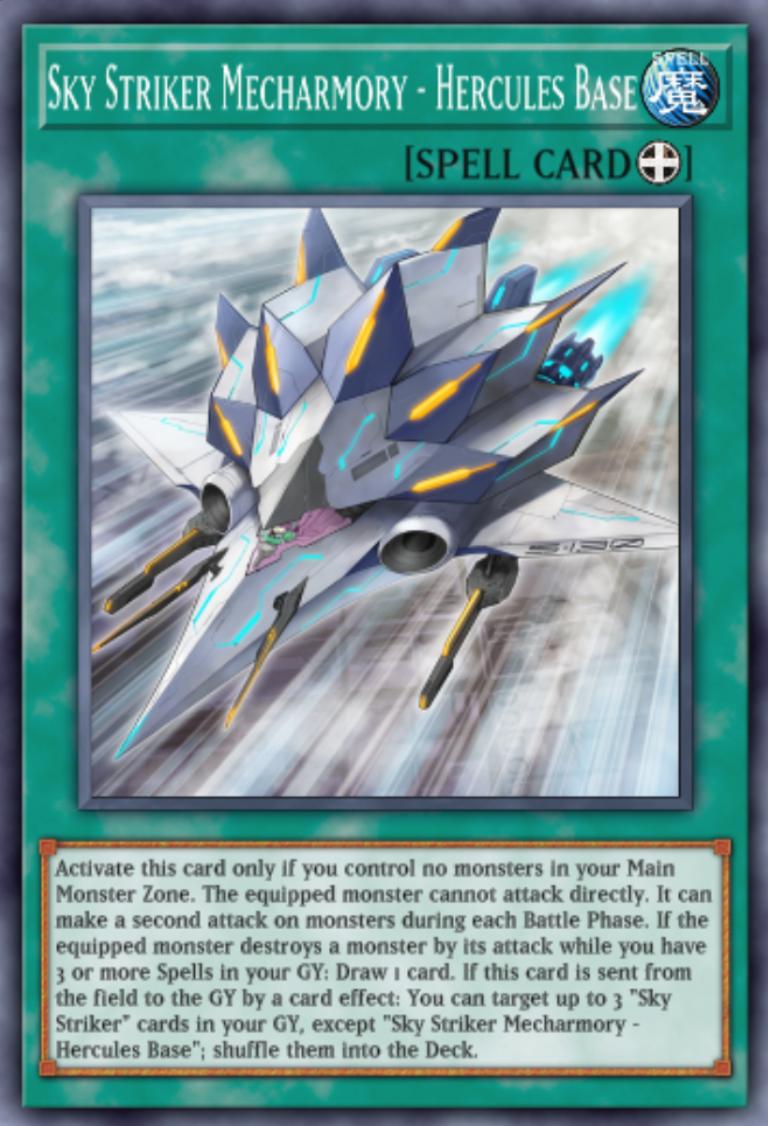 SKY STRIKER MECHARMORY - HERCULES BASE
SPELL
魔
[SPELL CARD]
Activate this card only if you control no monsters in your Main
Monster Zone. The equipped monster cannot attack directly. It can
make a second attack on monsters during each Battle Phase. If the
equipped monster destroys a monster by its attack while you have
3 or more Spells in your GY: Draw 1 card. If this card is sent from
the field to the GY by a card effect: You can target up to 3 "Sky
Striker" cards in your GY, except "Sky Striker Mecharmory -
Hercules Base"; shuffle them into the Deck.